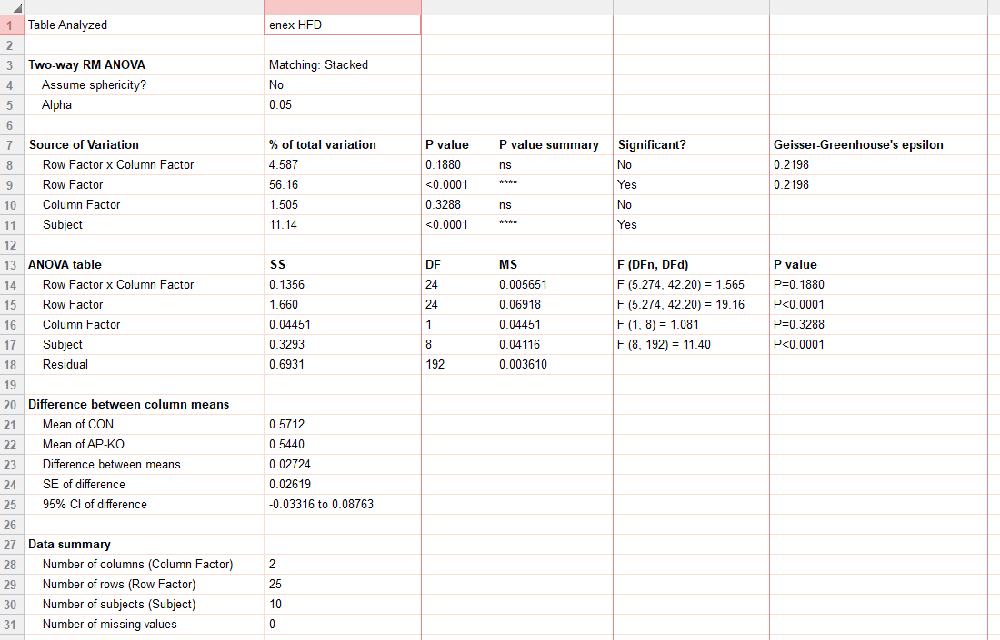 1 Table Analyzed enex HFD
2
3 Two-way RM ANOVA Matching: Stacked
4 Assume sphericity? No
5 Alpha 0.05
6
7 Source of Variation % of total variation P value P value summary Significant? Geisser-Greenhouse's epsilon
8 Row Factor x Column Factor 4.587 0.1880 ns No 0.2198
9 Row Factor 56.16 <0.0001 **** Yes 0.2198
10 Column Factor 1.505 0.3288 ns No
11 Subject 11.14 <0.0001 **** Yes
12
13 ANOVA table SS DF MS F (DFn, DFd) P value
14 Row Factor x Column Factor 0.1356 24 0.005651 F (5.274, 42.20) = 1.565 P=0.1880
15 Row Factor 1.660 24 0.06918 F (5.274, 42.20) = 19.16 P<0.0001
16 Column Factor 0.04451 1 0.04451 F (1, 8) = 1.081 P=0.3288
17 Subject 0.3293 8 0.04116 F (8, 192) = 11.40 P<0.0001
18 Residual 0.6931 192 0.003610
19
20 Difference between column means
21 Mean of CON 0.5712
22 Mean of AP-KO 0.5440
23 Difference between means 0.02724
24 SE of difference 0.02619
25 95% CI of difference -0.03316 to 0.08763
26
27 Data summary
28 Number of columns (Column Factor) 2
29 Number of rows (Row Factor) 25
30 Number of subjects (Subject) 10
31 Number of missing values 0